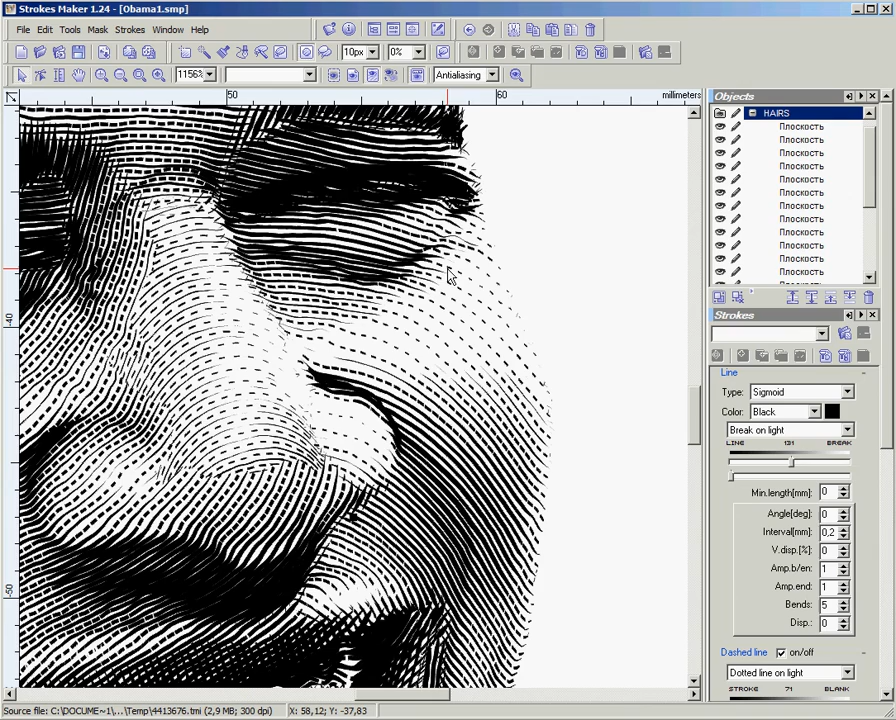 Strokes Maker 1.24 - [Obama1.smp]
File Edit Tools Mask Strokes Window Help
10px 0%
1156% Antialiasing
50 60 millimeters
-40
-50
Objects
HAIRS
Плоскость
Плоскость
Плоскость
Плоскость
Плоскость
Плоскость
Плоскость
Плоскость
Плоскость
Плоскость
Плоскость
Плоскость
Strokes
Line
Type: Sigmoid
Color: Black
Break on light
LINE 131 BREAK
Min.length[mm]: 0
Angle[deg]: 0
Interval[mm]: 0,2
V.disp.[%]: 0
Amp.b/en: 1
Amp.end: 1
Bends: 5
Disp.: 0
Dashed line on/off
Dotted line on light
STROKE 71 BLANK
Source file: C:\DOCUME~1\...\Temp\4413676.tmi (2,9 MB; 300 dpi) X: 58,12; Y: -37,83